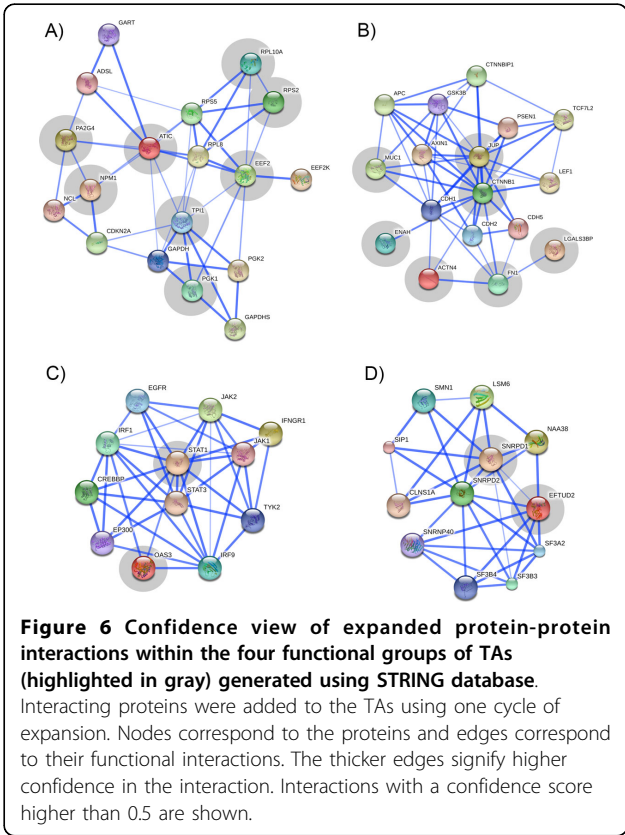 A)
GART
ADSL
RPL10A
RPS2
RPS5
PA2G4
ATIC
RPL8
EEF2
EEF2K
NPM1
NCL
TPI1
CDKN2A
GAPDH
PGK2
PGK1
GAPDHS
B)
CTNNBIP1
APC
GSK3B
PSEN1
TCF7L2
AXIN1
JUP
MUC1
LEF1
CTNNB1
CDH1
CDH2
CDH5
ENAH
LGALS3BP
ACTN4
FN1
C)
EGFR
JAK2
IFNGR1
IRF1
JAK1
STAT1
CREBBP
STAT3
TYK2
EP300
OAS3
IRF9
D)
LSM6
SMN1
NAA38
SIP1
SNRPD1
SNRPD2
CLNS1A
EFTUD2
SNRNP40
SF3A2
SF3B4
SF3B3
Figure 6 Confidence view of expanded protein-protein
interactions within the four functional groups of TAs
(highlighted in gray) generated using STRING database.
Interacting proteins were added to the TAs using one cycle of
expansion. Nodes correspond to the proteins and edges correspond
to their functional interactions. The thicker edges signify higher
confidence in the interaction. Interactions with a confidence score
higher than 0.5 are shown.